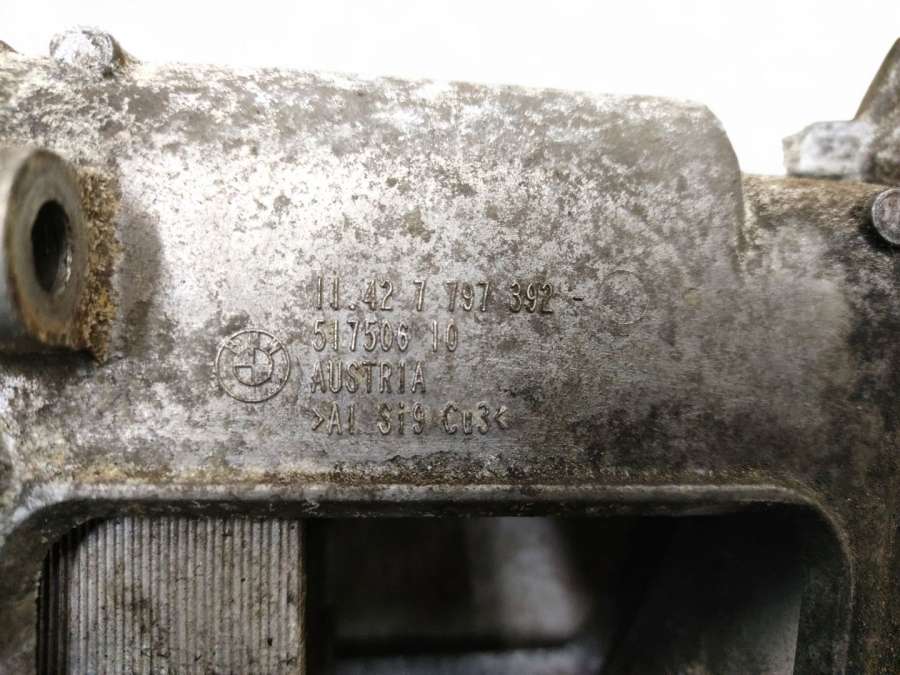 11.42 7 797 392 -
517506 10
AUSTRIA
>AL Si9 Cu3<